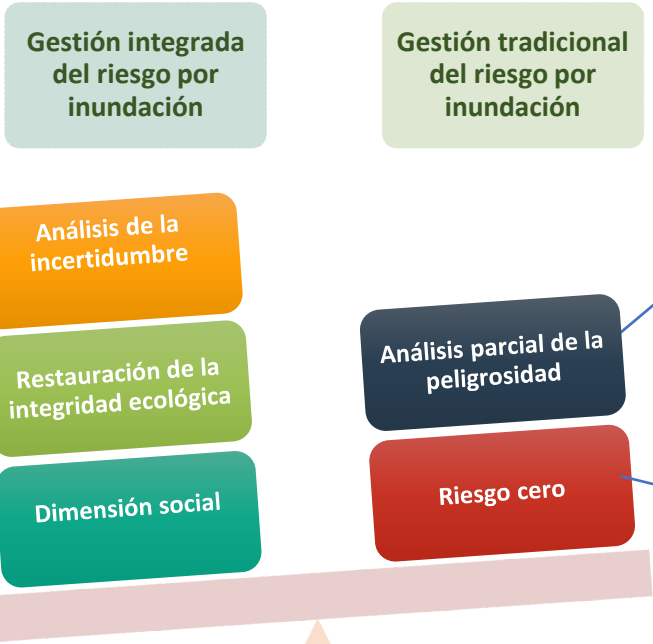 Gestión integrada
del riesgo por
inundación
Gestión tradicional
del riesgo por
inundación
Análisis de la
incertidumbre
Restauración de la
integridad ecológica
Dimensión social
Análisis parcial de la
peligrosidad
Riesgo cero